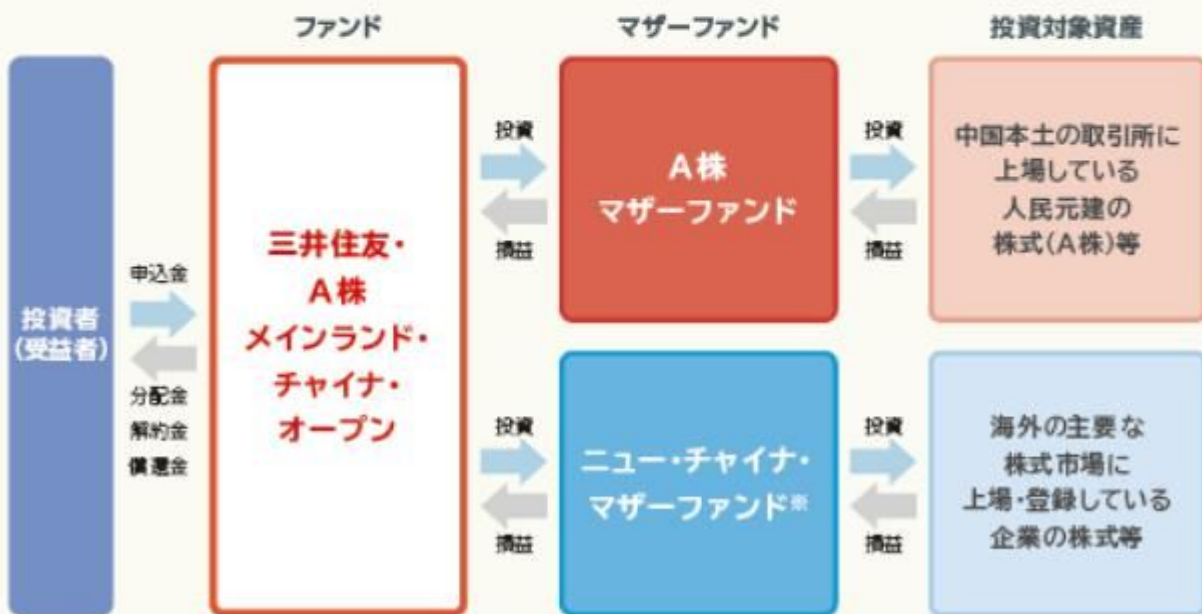 ファンド
マザーファンド
投資対象資産
投資者
(受益者)
申込金
分配金
解約金
償還金
三井住友・
A株
メインランド・
チャイナ・
オープン
投資
損益
A株
マザーファンド
投資
損益
中国本土の取引所に
上場している
人民元建の
株式(A株)等
投資
損益
ニュー・チャイナ・
マザーファンド※
投資
損益
海外の主要な
株式市場に
上場・登録している
企業の株式等